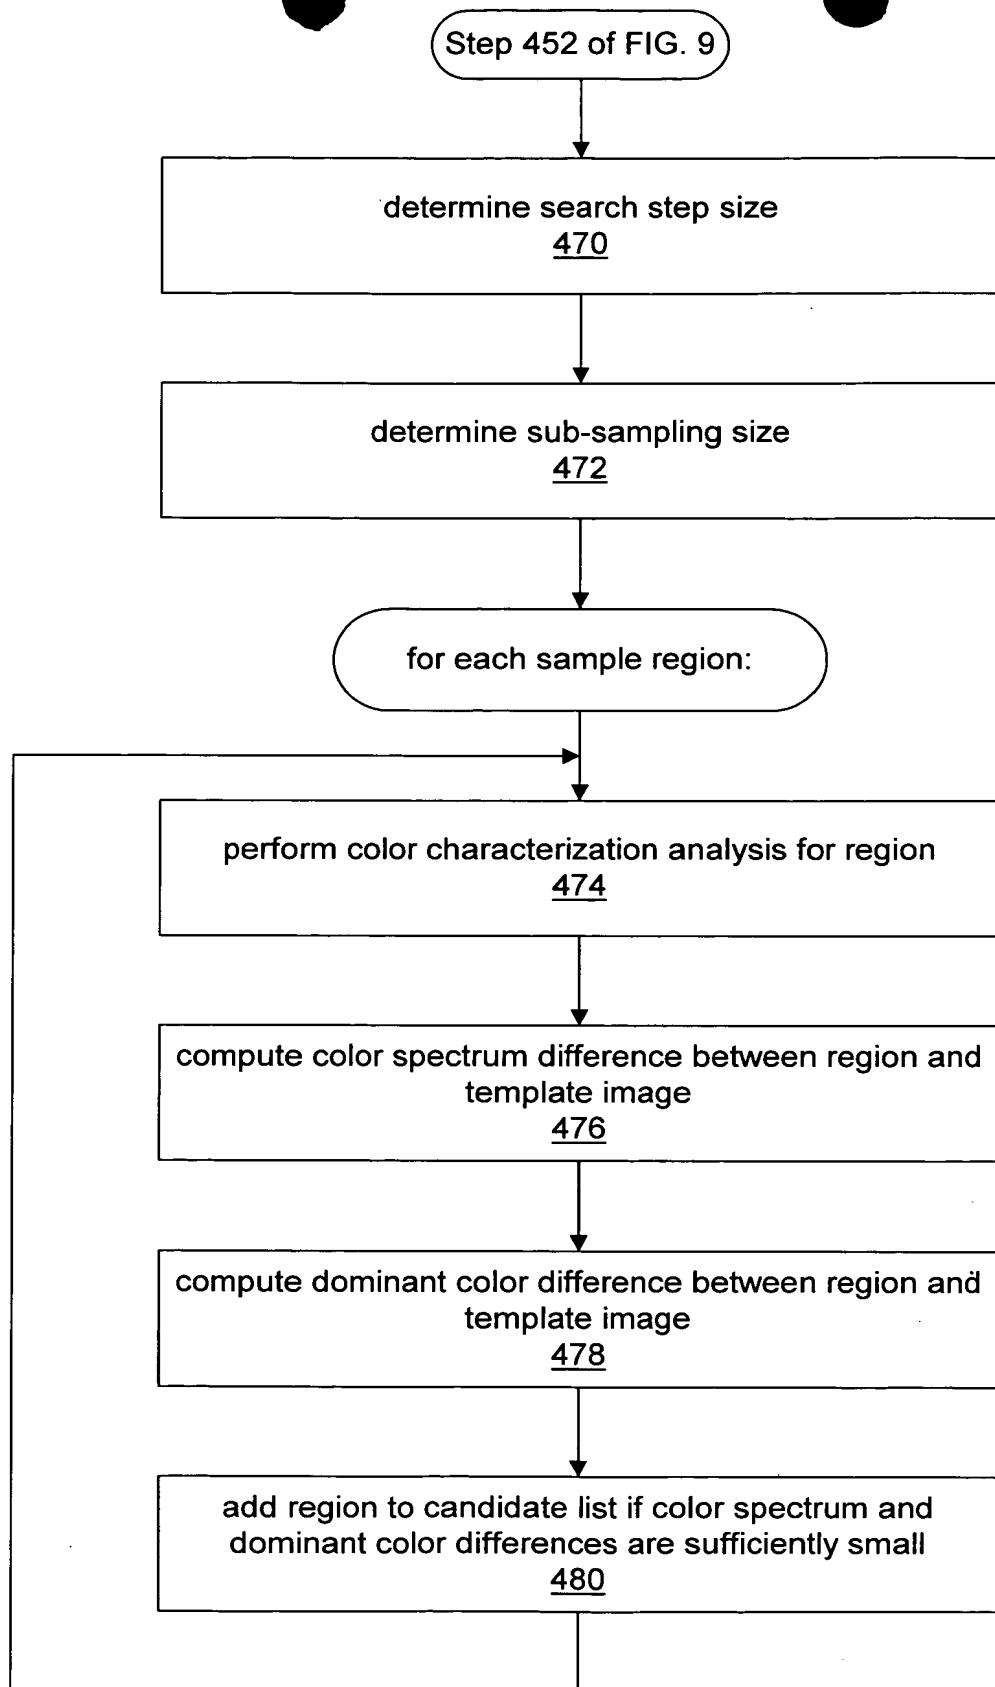 Step 452 of FIG. 9
determine search step size
470
determine sub-sampling size
472
for each sample region:
perform color characterization analysis for region
474
compute color spectrum difference between region and
template image
476
compute dominant color difference between region and
template image
478
add region to candidate list if color spectrum and
dominant color differences are sufficiently small
480